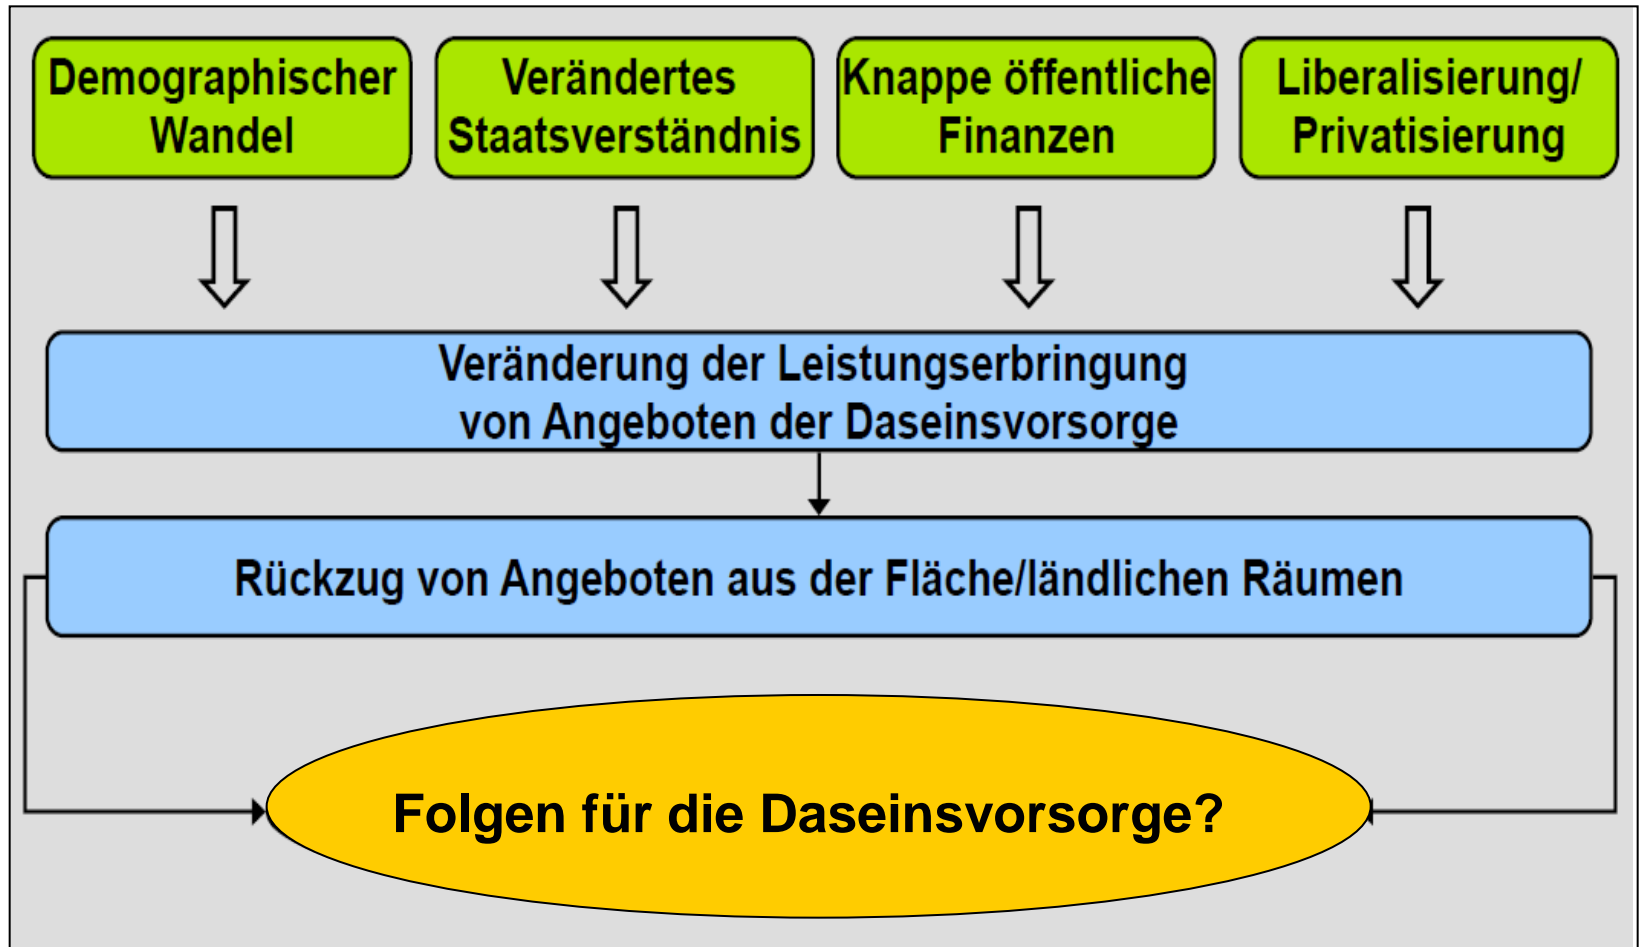 Demographischer
Wandel
Verändertes
Staatsverständnis
Knappe öffentliche
Finanzen
Liberalisierung/
Privatisierung
Veränderung der Leistungserbringung
von Angeboten der Daseinsvorsorge
Rückzug von Angeboten aus der Fläche/ländlichen Räumen
Folgen für die Daseinsvorsorge?